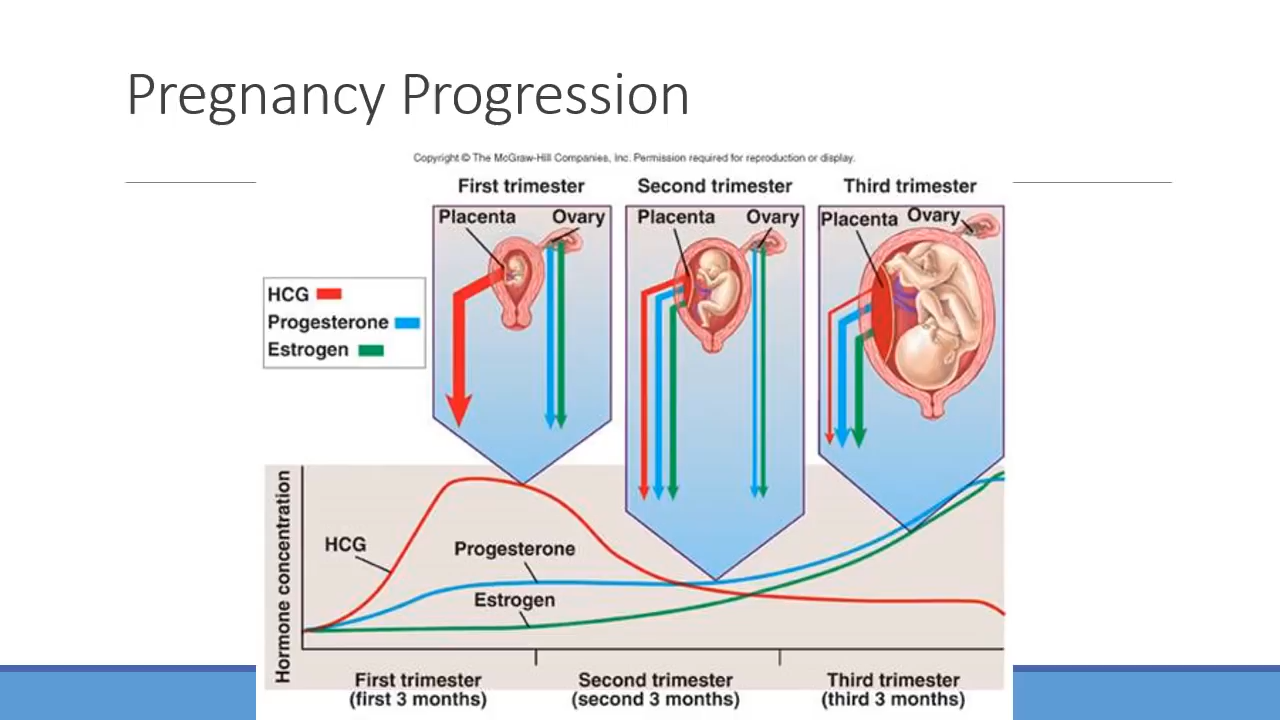 Pregnancy Progression
Copyright © The McGraw-Hill Companies, Inc. Permission required for reproduction or display.
First trimester
Second trimester
Third trimester
Placenta
Ovary
Placenta
Ovary
Placenta
Ovary
HCG
Progesterone
Estrogen
Hormone concentration
HCG
Progesterone
Estrogen
First trimester
(first 3 months)
Second trimester
(second 3 months)
Third trimester
(third 3 months)